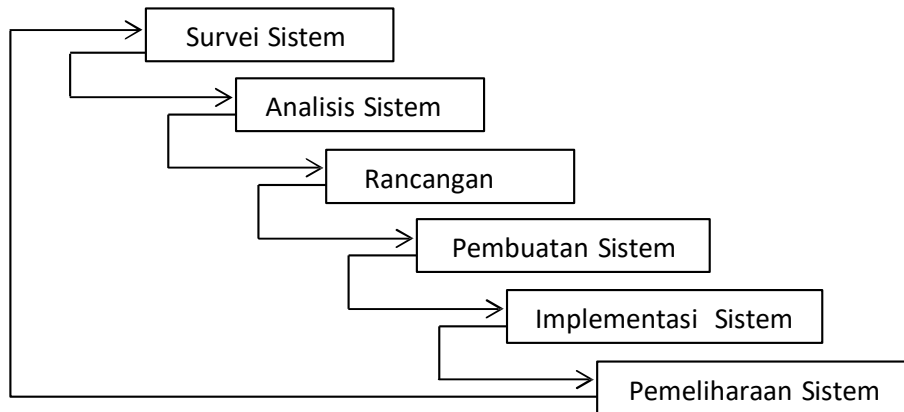 Survei Sistem
Analisis Sistem
Rancangan
Pembuatan Sistem
Implementasi Sistem
Pemeliharaan Sistem